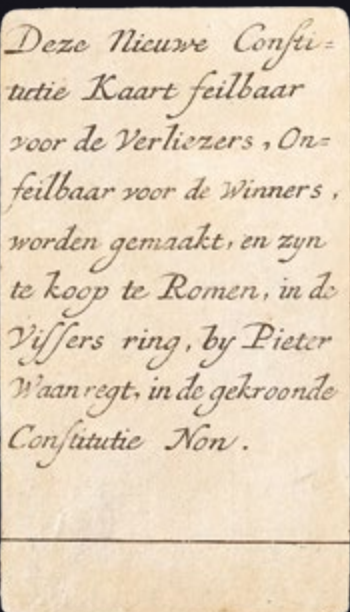 Deze Nieuwe Consti=
tutie Kaart feilbaar
voor de Verliezers, On=
feilbaar voor de Winners,
worden gemaakt, en zyn
te koop te Romen, in de
Vissers ring, by Pieter
Waanregt, in de gekroonde
Constitutie Non.